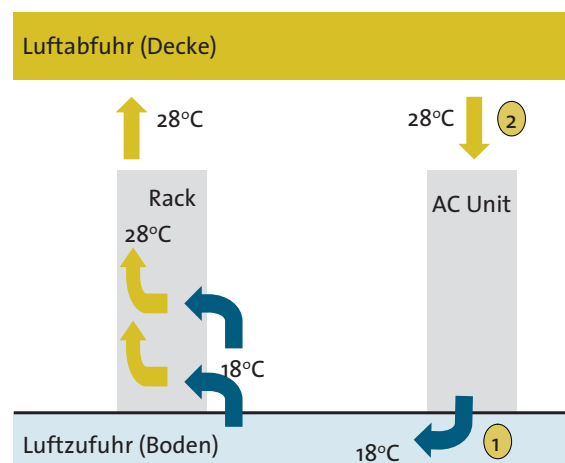 Luftabfuhr (Decke)
28°C
28°C
2
Rack
AC Unit
28°C
18°C
Luftzufuhr (Boden)
18°C
1